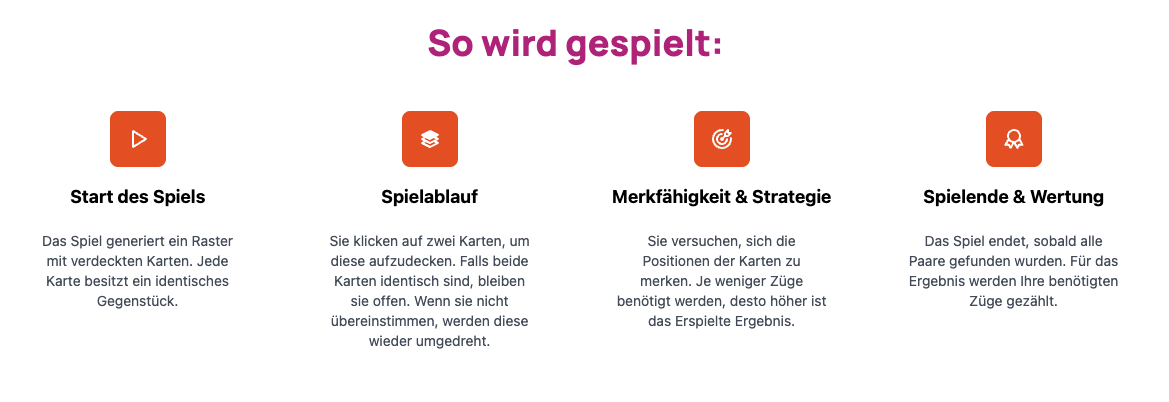 So wird gespielt:
Start des Spiels
Das Spiel generiert ein Raster
mit verdeckten Karten. Jede
Karte besitzt ein identisches
Gegenstück.
Spielablauf
Sie klicken auf zwei Karten, um
diese aufzudecken. Falls beide
Karten identisch sind, bleiben
sie offen. Wenn sie nicht
übereinstimmen, werden diese
wieder umgedreht.
Merkfähigkeit & Strategie
Sie versuchen, sich die
Positionen der Karten zu
merken. Je weniger Züge
benötigt werden, desto höher ist
das Erspielte Ergebnis.
Spielende & Wertung
Das Spiel endet, sobald alle
Paare gefunden wurden. Für das
Ergebnis werden Ihre benötigten
Züge gezählt.